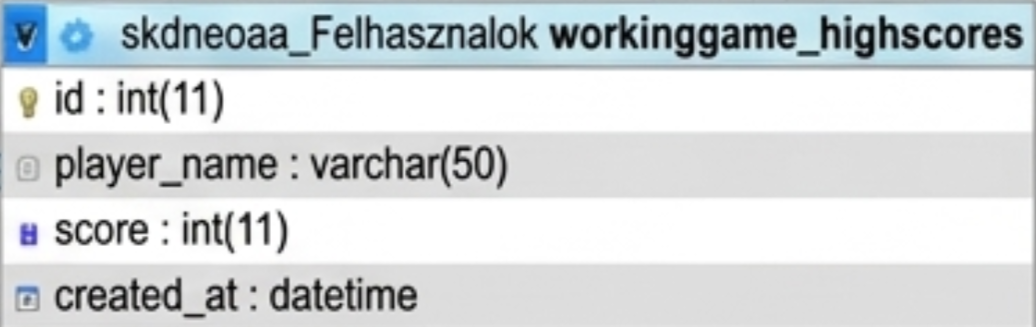 skdneoaa_Felhasznalok workinggame_highscores
id : int(11)
player_name : varchar(50)
score : int(11)
created_at : datetime